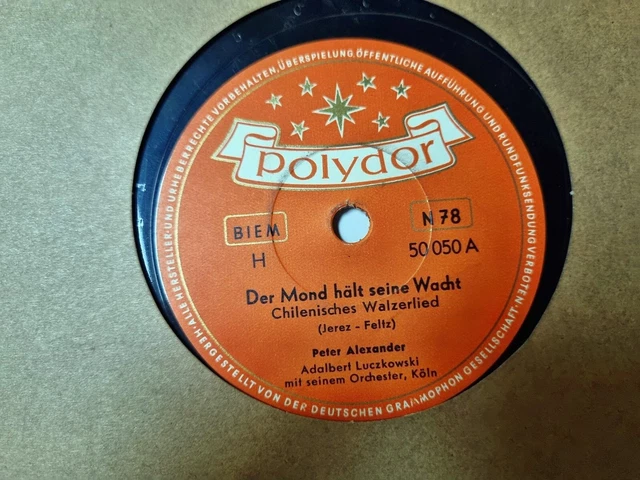 ALLE HERSTELLER-UND URHEBERRECHTE VORBEHALTEN, ÜBERSPIELUNG, ÖFFENTLICHE AUFFÜHRUNG UND RUNDFUNKSENDUNG VERBOTEN.
polydor
BIEM
N 78
H
50 050 A
Der Mond hält seine Wacht
Chilenisches Walzerlied
(Jerez - Feltz)
Peter Alexander
Adalbert Luczkowski
mit seinem Orchester, Köln
HERGESTELLT VON DER DEUTSCHEN GRAMMOPHON GESELLSCHAFT